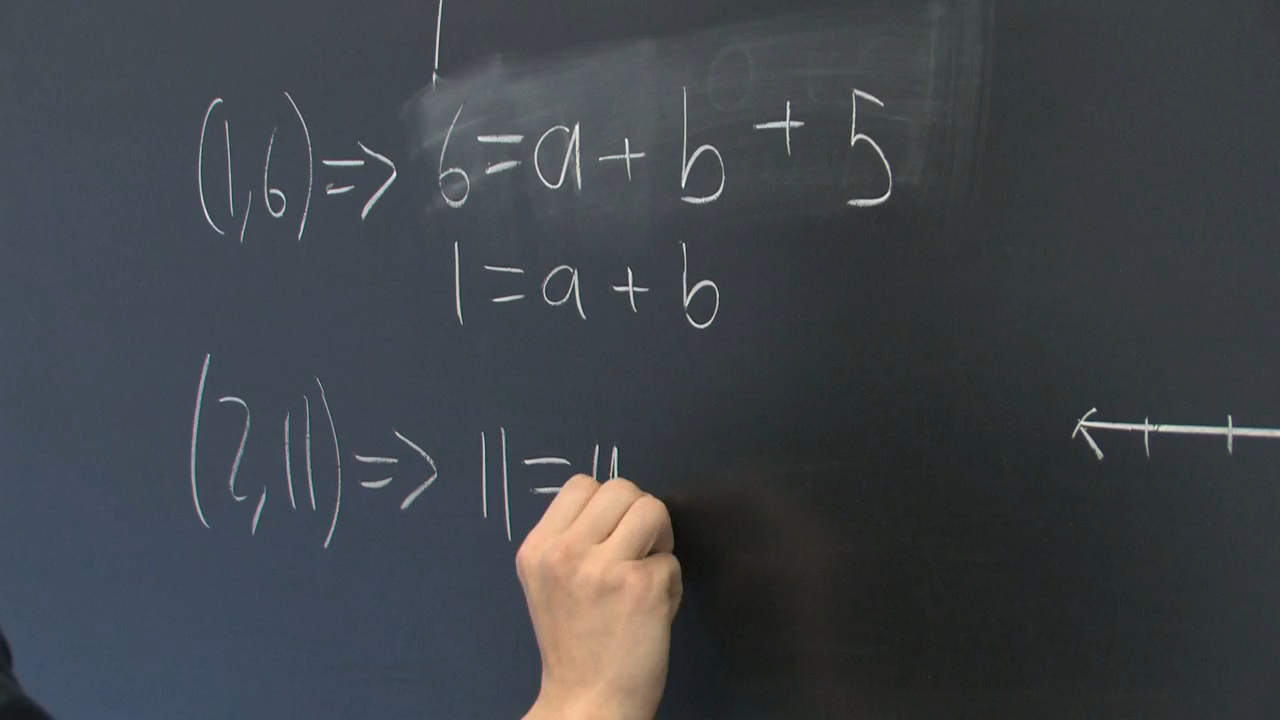 (1,6) => 6 = a + b + 5
1 = a + b
(2,11) => 11 =